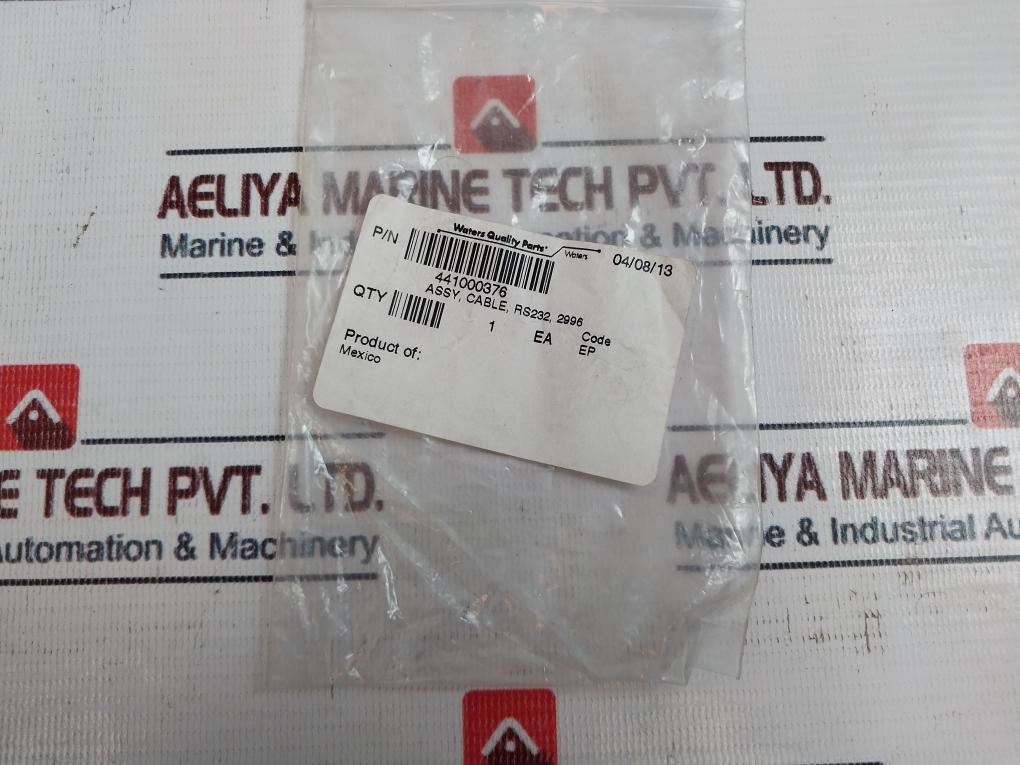 AELIYA MARINE TECH PVT. LTD.
Marine & Industrial Automation & Machinery
Waters Quality Parts
Waters
P/N
04/08/13
441000376
ASSY, CABLE, RS232, 2996
QTY
1 EA
Code
EP
Product of:
Mexico
E TECH PVT. LTD.
Automation & Machinery
AELIYA MARINE
Marine & Industrial Au